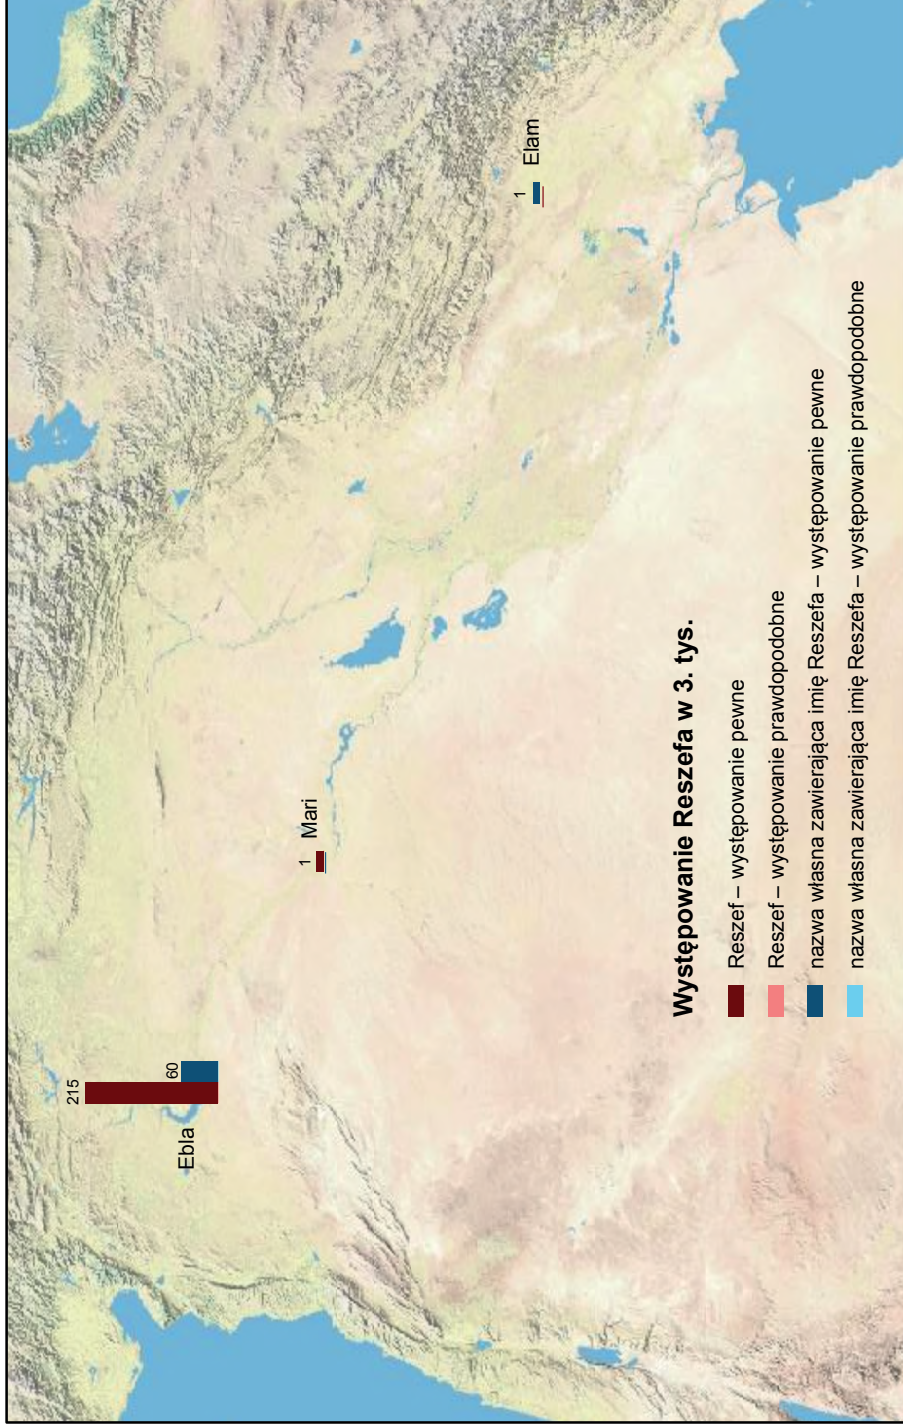 215
60
Ebla
1
Mari
1
Elam
Występowanie Reszefa w 3. tys.
Reszef – występowanie pewne
Reszef – występowanie prawdopodobne
nazwa własna zawierająca imię Reszefa – występowanie pewne
nazwa własna zawierająca imię Reszefa – występowanie prawdopodobne